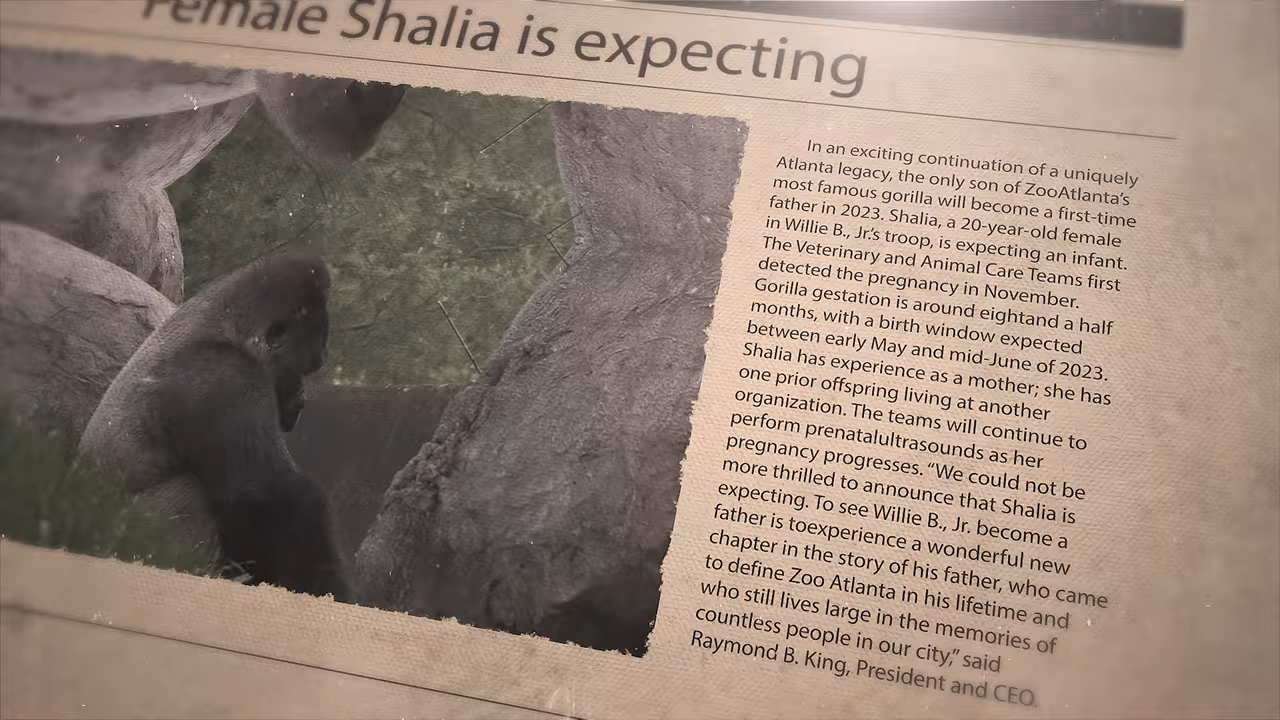 Female Shalia is expecting
In an exciting continuation of a uniquely
Atlanta legacy, the only son of ZooAtlanta's
most famous gorilla will become a first-time
father in 2023. Shalia, a 20-year-old female
in Willie B., Jr.'s troop, is expecting an infant.
The Veterinary and Animal Care Teams first
detected the pregnancy in November.
Gorilla gestation is around eightand a half
months, with a birth window expected
between early May and mid-June of 2023.
Shalia has experience as a mother; she has
one prior offspring living at another
organization. The teams will continue to
perform prenatalultrasounds as her
pregnancy progresses. “We could not be
more thrilled to announce that Shalia is
expecting. To see Willie B., Jr. become a
father is toexperience a wonderful new
chapter in the story of his father, who came
to define Zoo Atlanta in his lifetime and
who still lives large in the memories of
countless people in our city,” said
Raymond B. King, President and CEO.